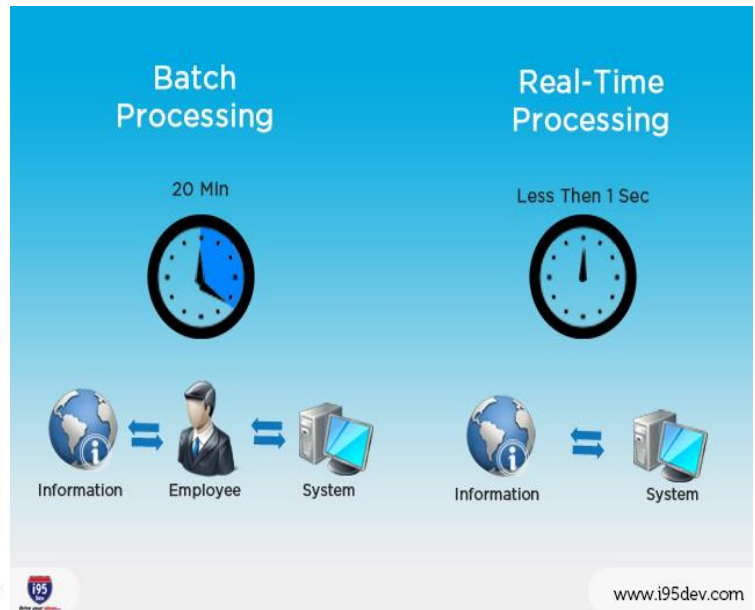 Batch
Processing
20 Min
Information
Employee
System
Real-Time
Processing
Less Then 1 Sec
Information
System
i95
Dev
www.i95dev.com